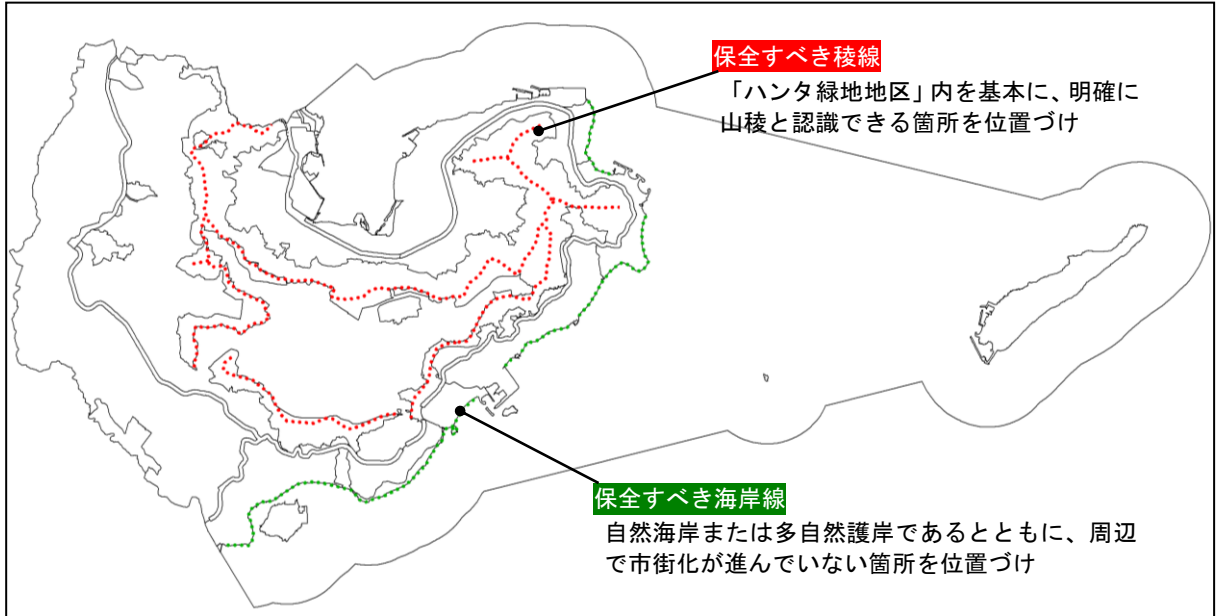 保全すべき稜線
「ハンタ緑地地区」内を基本に、明確に
山稜と認識できる箇所を位置づけ
保全すべき海岸線
自然海岸または多自然護岸であるとともに、周辺
で市街化が進んでいない箇所を位置づけ